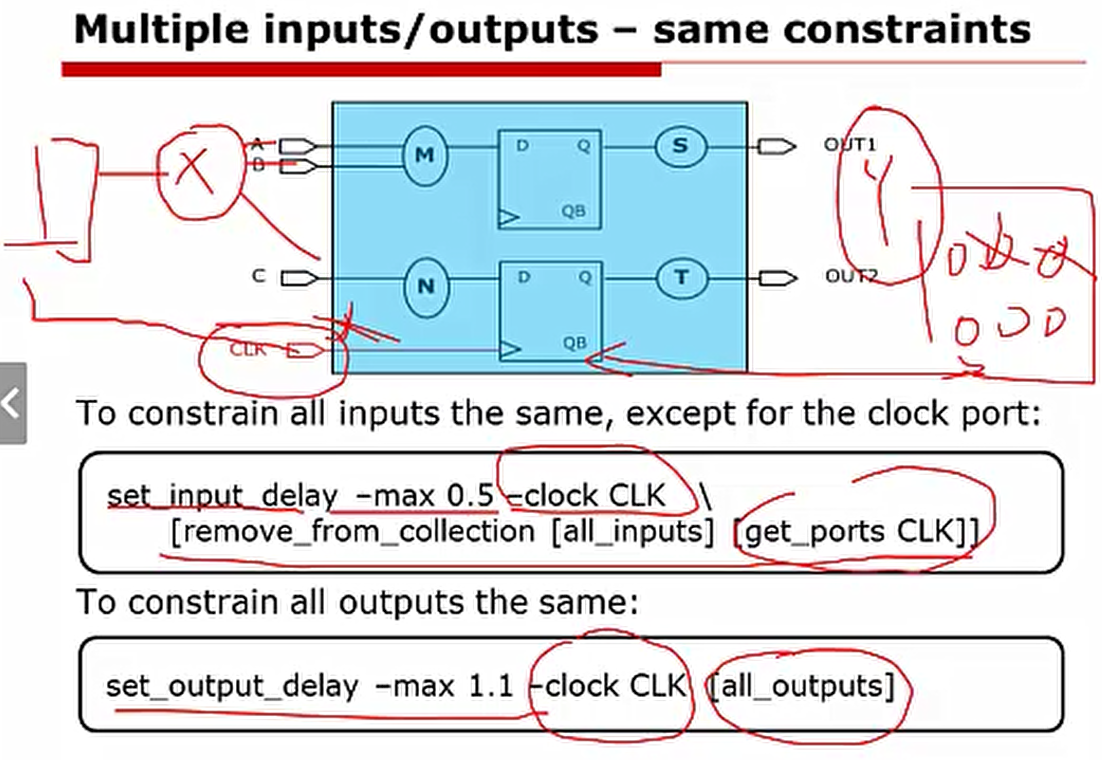 Multiple inputs/outputs – same constraints
A
M
D
Q
S
OUT1
B
X
Y
QB
C
N
D
Q
T
OUT2
CLK
QB
To constrain all inputs the same, except for the clock port:
set_input_delay –max 0.5 –clock CLK \
[remove_from_collection [all_inputs] [get_ports CLK]]
To constrain all outputs the same:
set_output_delay –max 1.1 –clock CLK [all_outputs]